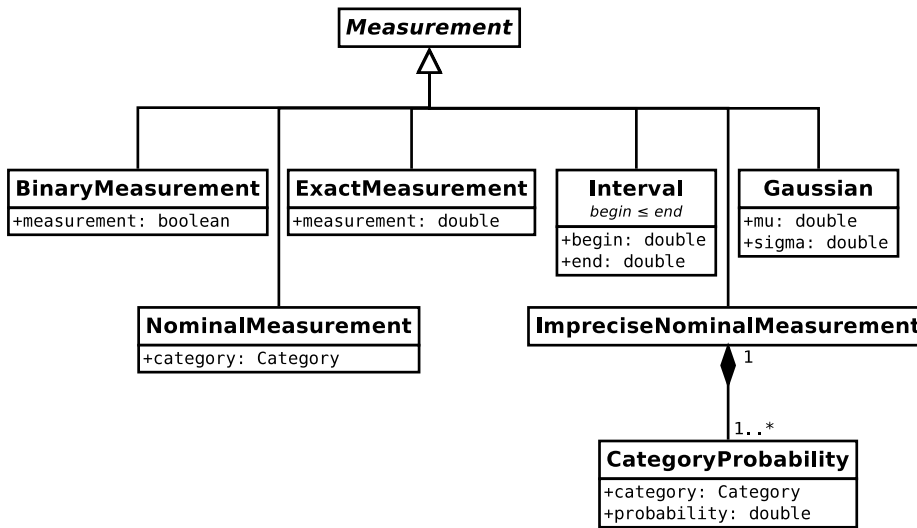 Measurement
BinaryMeasurement
+measurement: boolean
ExactMeasurement
+measurement: double
Interval
begin ≤ end
+begin: double
+end: double
Gaussian
+mu: double
+sigma: double
NominalMeasurement
+category: Category
ImpreciseNominalMeasurement
1
1..*
CategoryProbability
+category: Category
+probability: double